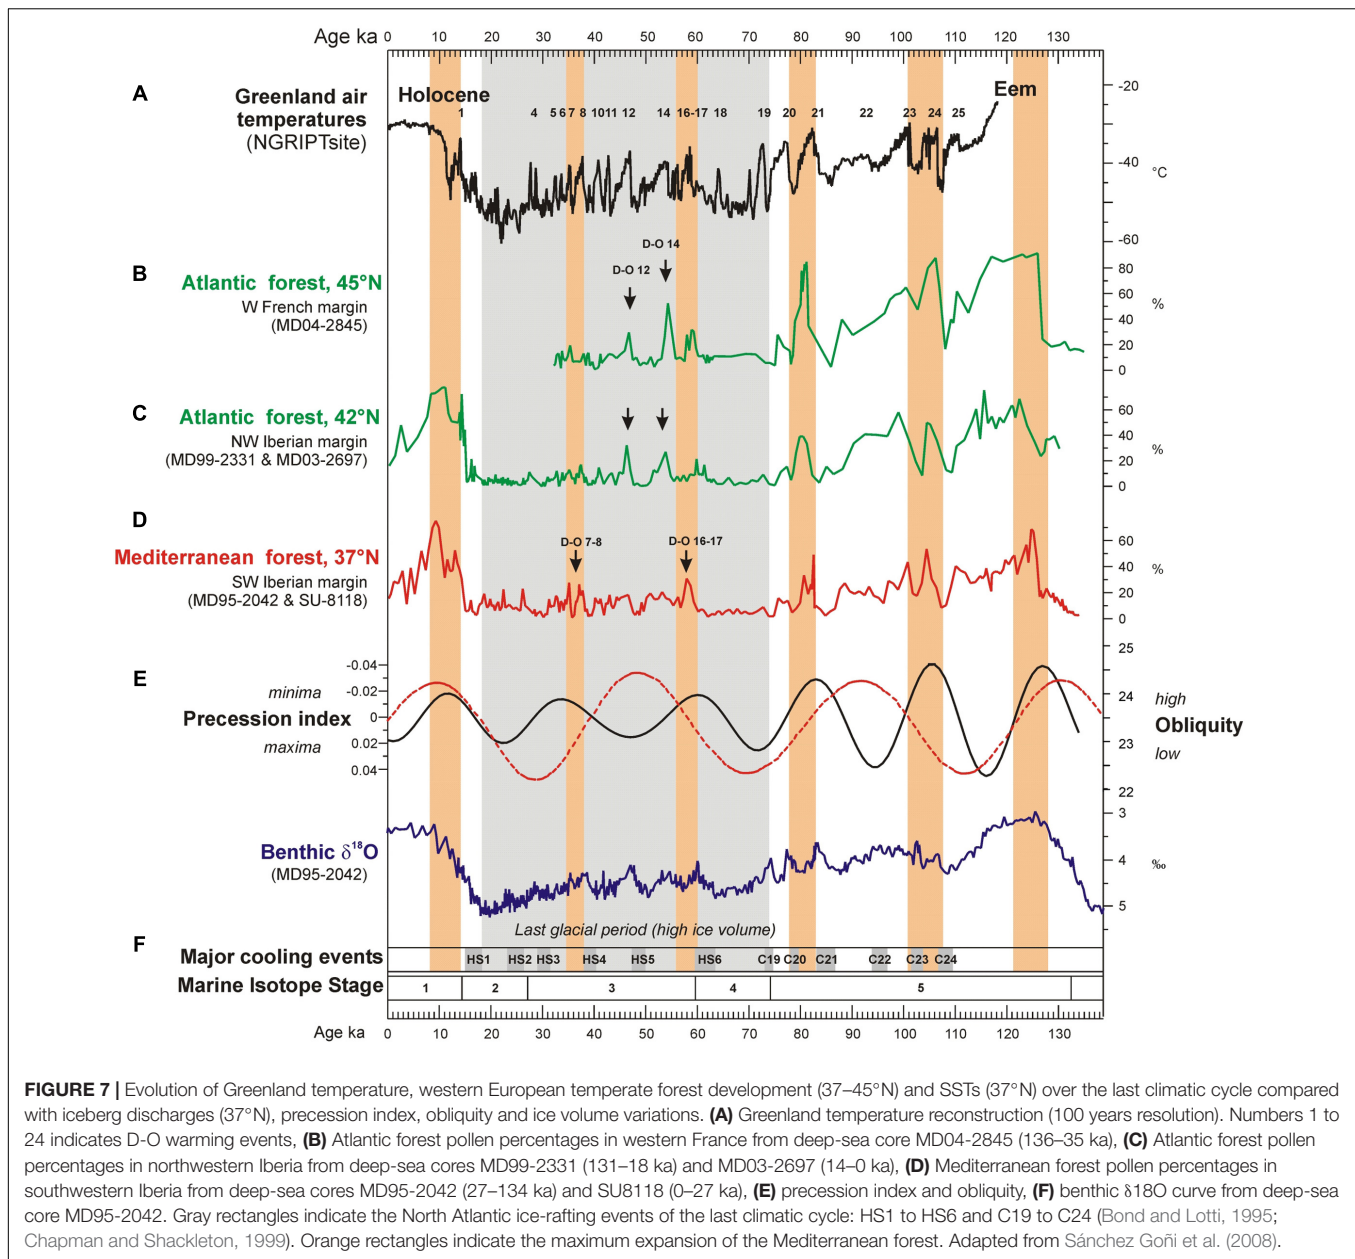 Age ka 0 10 20 30 40 50 60 70 80 90 100 110 120 130
A
Greenland air
temperatures
(NGRIPTsite)
Holocene
Eem
1 4 5 6 7 8 1011 12 14 16-17 18 19 20 21 22 23 24 25
-20
-40
-60
°C
B
Atlantic forest, 45°N
W French margin
(MD04-2845)
D-O 14
D-O 12
80
60
40
20
0
%
C
Atlantic forest, 42°N
NW Iberian margin
(MD99-2331 & MD03-2697)
60
40
20
0
%
D
Mediterranean forest, 37°N
SW Iberian margin
(MD95-2042 & SU-8118)
D-O 7-8
D-O 16-17
60
40
20
0
%
E
-0.04
-0.02
0
0.02
0.04
minima
Precession index
maxima
25
24
23
22
high
Obliquity
low
Benthic δ18O
(MD95-2042)
3
4
5
‰
Last glacial period (high ice volume)
F
Major cooling events
HS1 HS2 HS3 HS4 HS5 HS6 C19 C20 C21 C22 C23 C24
Marine Isotope Stage
1 2 3 4 5
Age ka 0 10 20 30 40 50 60 70 80 90 100 110 120 130
FIGURE 7 | Evolution of Greenland temperature, western European temperate forest development (37–45°N) and SSTs (37°N) over the last climatic cycle compared
with iceberg discharges (37°N), precession index, obliquity and ice volume variations. (A) Greenland temperature reconstruction (100 years resolution). Numbers 1 to
24 indicates D-O warming events, (B) Atlantic forest pollen percentages in western France from deep-sea core MD04-2845 (136–35 ka), (C) Atlantic forest pollen
percentages in northwestern Iberia from deep-sea cores MD99-2331 (131–18 ka) and MD03-2697 (14–0 ka), (D) Mediterranean forest pollen percentages in
southwestern Iberia from deep-sea cores MD95-2042 (27–134 ka) and SU8118 (0–27 ka), (E) precession index and obliquity, (F) benthic δ18O curve from deep-sea
core MD95-2042. Gray rectangles indicate the North Atlantic ice-rafting events of the last climatic cycle: HS1 to HS6 and C19 to C24 (Bond and Lotti, 1995;
Chapman and Shackleton, 1999). Orange rectangles indicate the maximum expansion of the Mediterranean forest. Adapted from Sánchez Goñi et al. (2008).